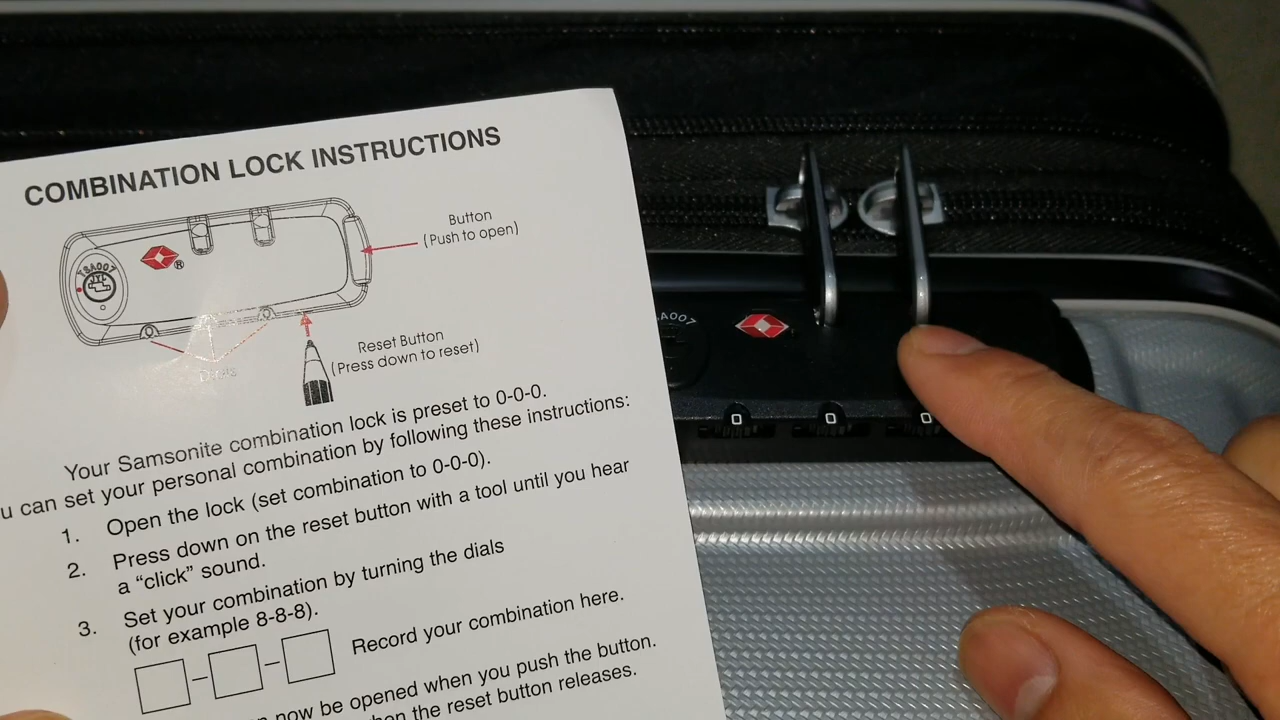 COMBINATION LOCK INSTRUCTIONS
Button
(Push to open)
TSA007
®
Reset Button
(Press down to reset)
Dials
Your Samsonite combination lock is preset to 0-0-0.
u can set your personal combination by following these instructions:
1. Open the lock (set combination to 0-0-0).
2. Press down on the reset button with a tool until you hear
a “click” sound.
3. Set your combination by turning the dials
(for example 8-8-8).
– – Record your combination here.
n now be opened when you push the button.
hen the reset button releases.
A007
0 0 0